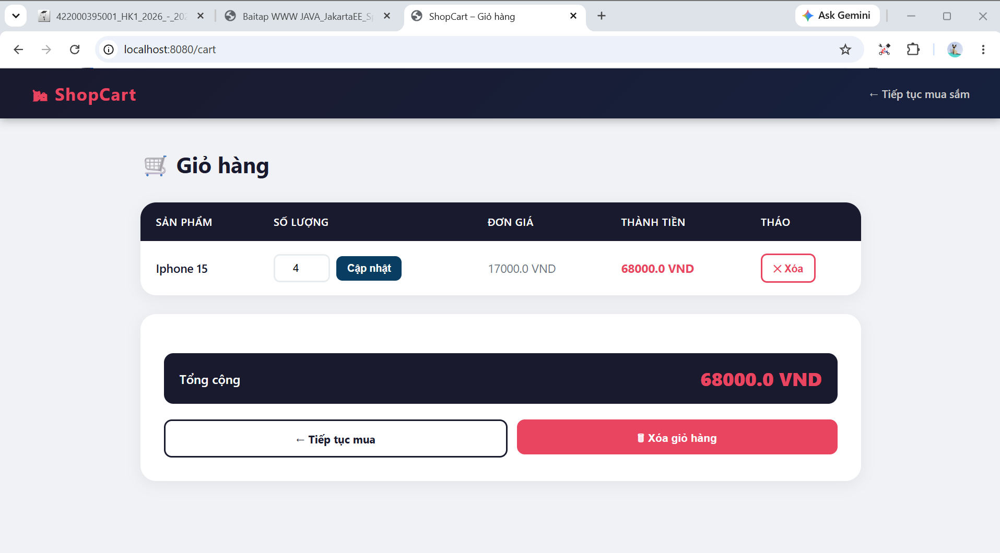 422000395001_HK1_2026_-_202
Baitap WWW JAVA_JakartaEE_Sp
ShopCart – Giỏ hàng
Ask Gemini
localhost:8080/cart
ShopCart
← Tiếp tục mua sắm
Giỏ hàng
SẢN PHẨM SỐ LƯỢNG ĐƠN GIÁ THÀNH TIỀN THÁO
Iphone 15 4 Cập nhật 17000.0 VND 68000.0 VND ✕ Xóa
Tổng cộng 68000.0 VND
← Tiếp tục mua
Xóa giỏ hàng